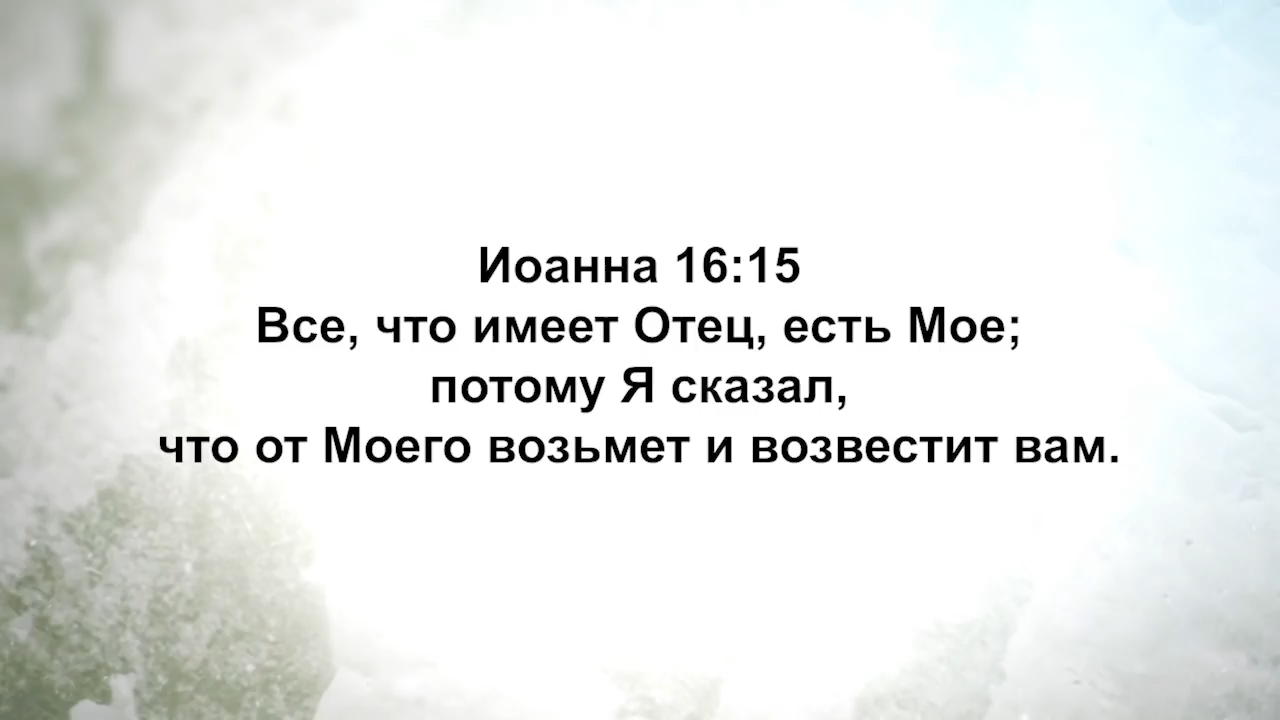 Иоанна 16:15
Все, что имеет Отец, есть Мое;
потому Я сказал,
что от Моего возьмет и возвестит вам.